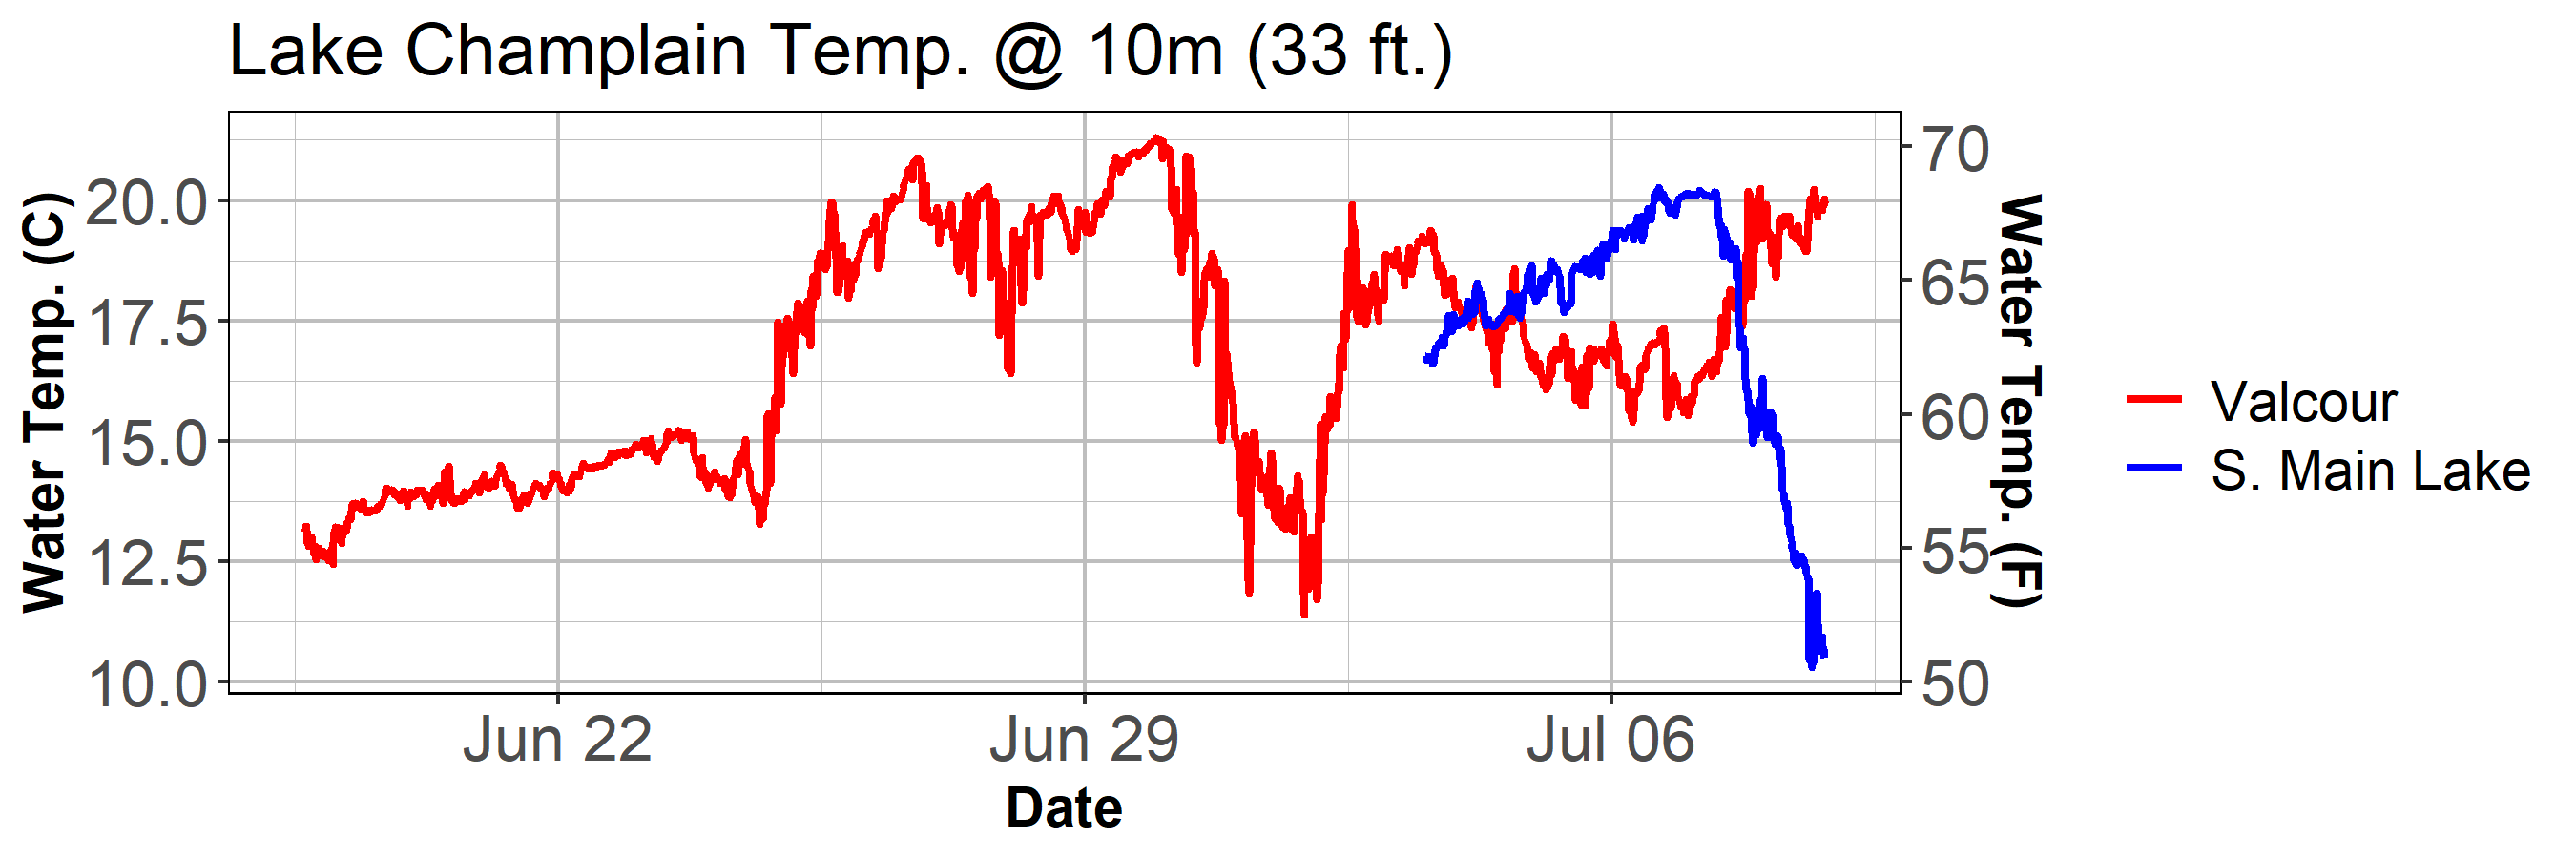 Lake Champlain Temp. @ 10m (33 ft.)
Water Temp. (C)
20.0
17.5
15.0
12.5
10.0
70
65
60
55
50
Water Temp. (F)
Jun 22
Jun 29
Jul 06
Date
Valcour
S. Main Lake